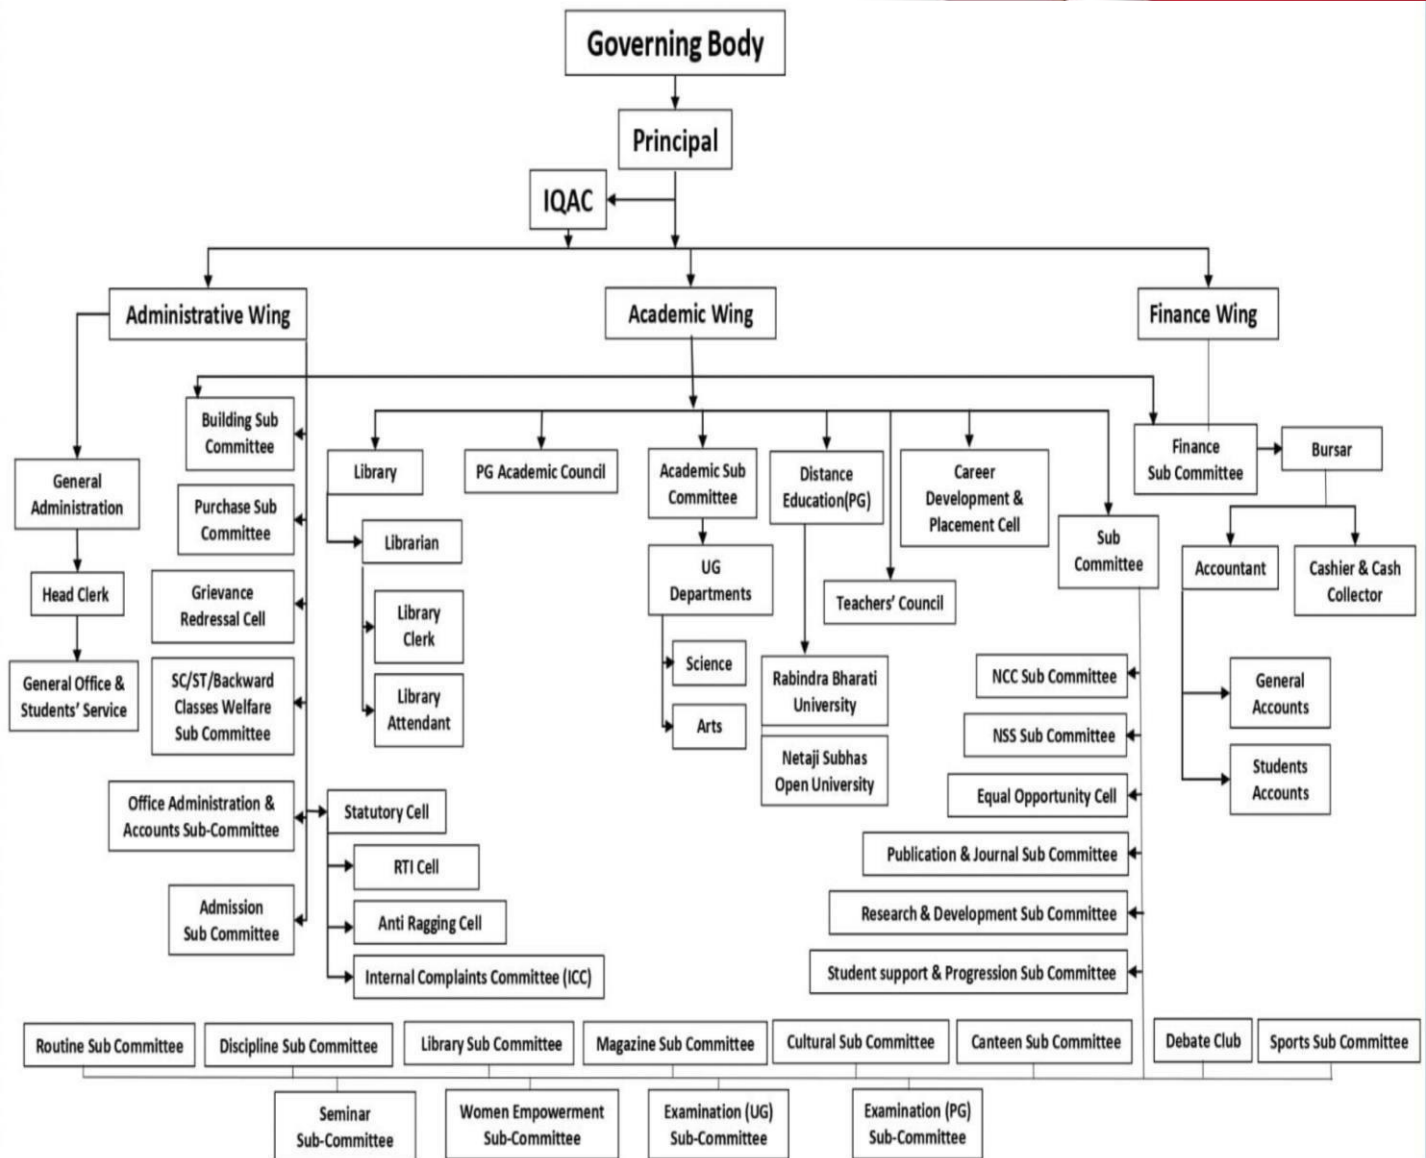 Governing Body
Principal
IQAC
Administrative Wing
Academic Wing
Finance Wing
Building Sub
Committee
General
Administration
Purchase Sub
Committee
Head Clerk
Grievance
Redressal Cell
General Office &
Students' Service
SC/ST/Backward
Classes Welfare
Sub Committee
Office Administration &
Accounts Sub-Committee
Admission
Sub Committee
Statutory Cell
RTI Cell
Anti Ragging Cell
Internal Complaints Committee (ICC)
Library
Librarian
Library
Clerk
Library
Attendant
PG Academic Council
Academic Sub
Committee
UG
Departments
Science
Arts
Distance
Education(PG)
Rabindra Bharati
University
Netaji Subhas
Open University
Teachers' Council
Career
Development &
Placement Cell
Sub
Committee
NCC Sub Committee
NSS Sub Committee
Equal Opportunity Cell
Publication & Journal Sub Committee
Research & Development Sub Committee
Student support & Progression Sub Committee
Finance
Sub Committee
Bursar
Accountant
Cashier & Cash
Collector
General
Accounts
Students
Accounts
Routine Sub Committee
Discipline Sub Committee
Library Sub Committee
Magazine Sub Committee
Cultural Sub Committee
Canteen Sub Committee
Debate Club
Sports Sub Committee
Seminar
Sub-Committee
Women Empowerment
Sub-Committee
Examination (UG)
Sub-Committee
Examination (PG)
Sub-Committee